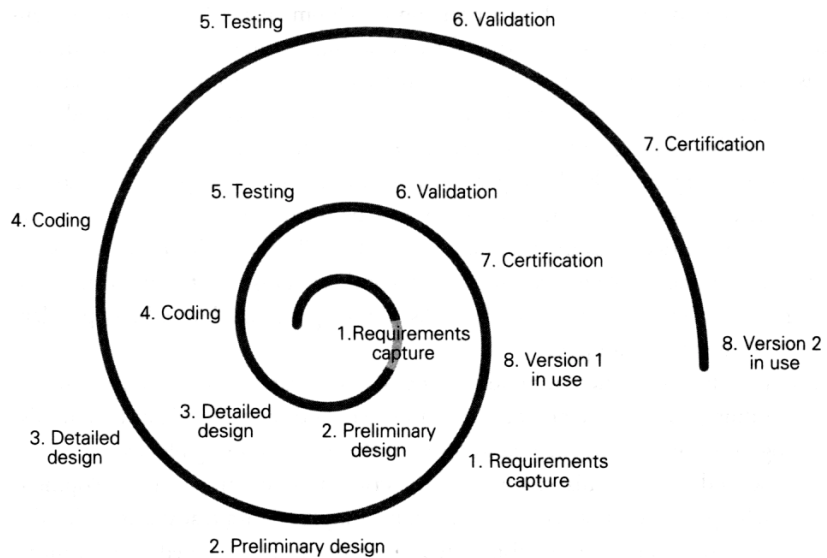 5. Testing
6. Validation
7. Certification
5. Testing
6. Validation
4. Coding
7. Certification
4. Coding
1.Requirements
capture
8. Version 1
in use
8. Version 2
in use
3. Detailed
design
2. Preliminary
design
3. Detailed
design
1. Requirements
capture
2. Preliminary design